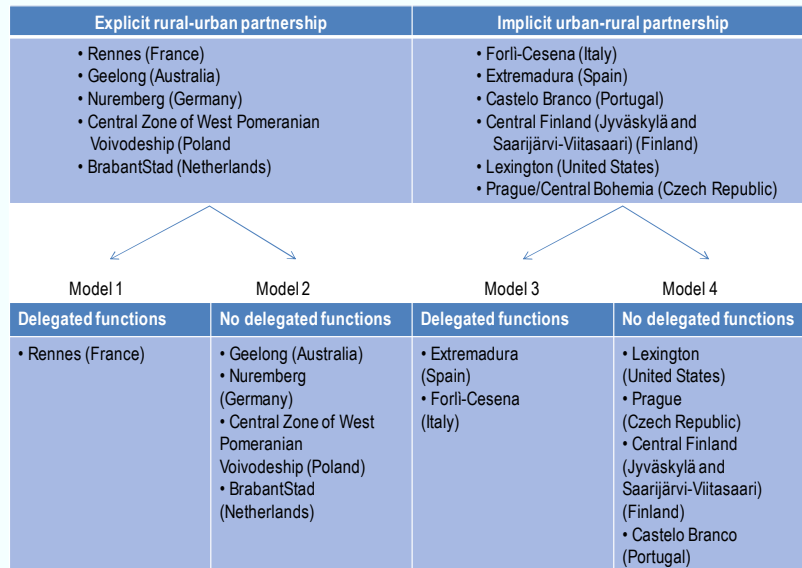 Explicit rural-urban partnership
• Rennes (France)
• Geelong (Australia)
• Nuremberg (Germany)
• Central Zone of West Pomeranian
Voivodeship (Poland
• BrabantStad (Netherlands)
Implicit urban-rural partnership
• Forlì-Cesena (Italy)
• Extremadura (Spain)
• Castelo Branco (Portugal)
• Central Finland (Jyväskylä and
Saarijärvi-Viitasaari) (Finland)
• Lexington (United States)
• Prague/Central Bohemia (Czech Republic)
Model 1
Delegated functions
• Rennes (France)
Model 2
No delegated functions
• Geelong (Australia)
• Nuremberg
(Germany)
• Central Zone of West
Pomeranian
Voivodeship (Poland)
• BrabantStad
(Netherlands)
Model 3
Delegated functions
• Extremadura
(Spain)
• Forlì-Cesena
(Italy)
Model 4
No delegated functions
• Lexington
(United States)
• Prague
(Czech Republic)
• Central Finland
(Jyväskylä and
Saarijärvi-Viitasaari)
(Finland)
• Castelo Branco
(Portugal)